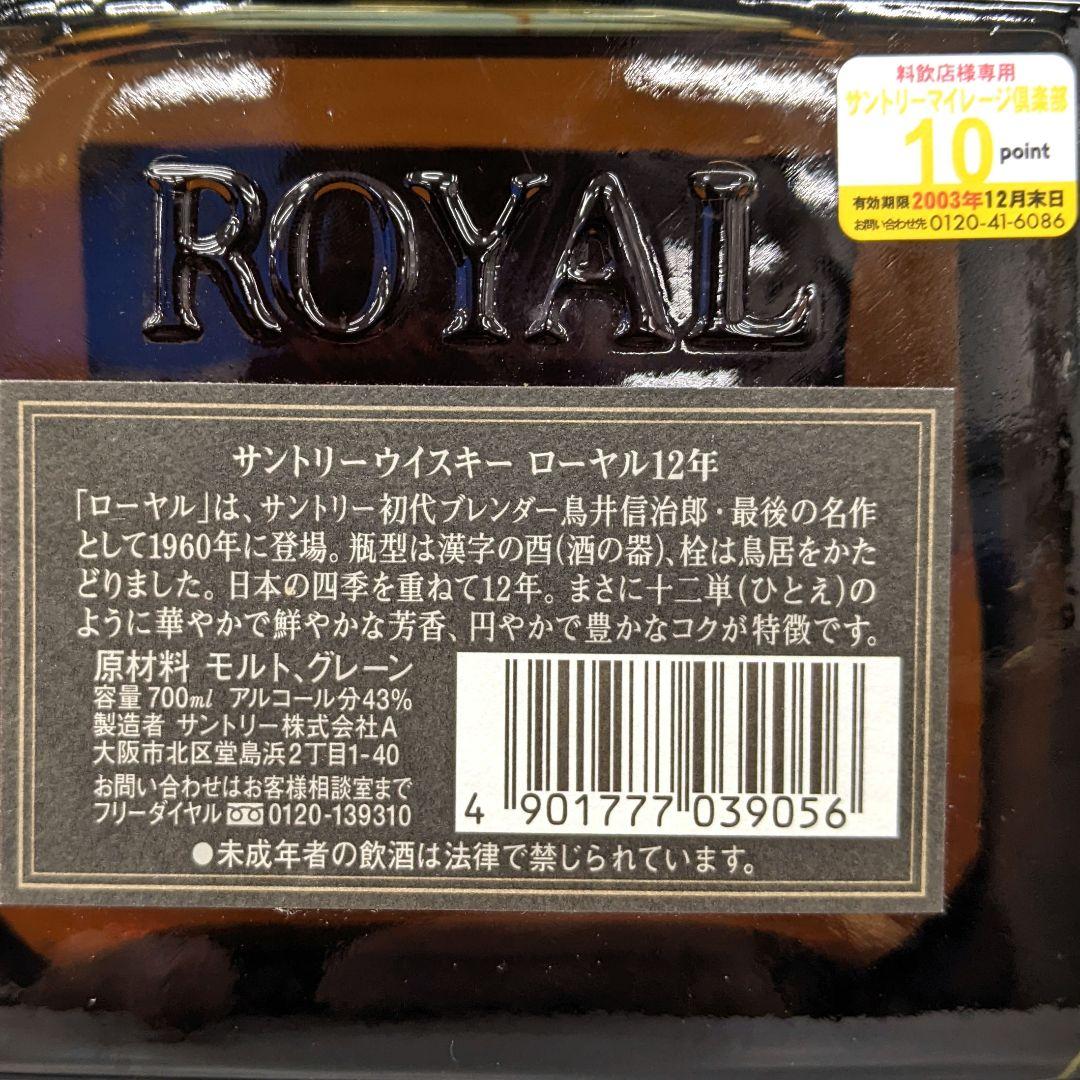 料飲店様専用
サントリーマイレージ倶楽部
10 point
有効期限2003年12月末日
お問い合わせ先 0120-41-6086
ROYAL
サントリーウイスキー ローヤル12年
「ローヤル」は、サントリー初代ブレンダー鳥井信治郎・最後の名作
として1960年に登場。瓶型は漢字の酉(酒の器)、栓は鳥居をかた
どりました。日本の四季を重ねて12年。まさに十二単(ひとえ)の
ように華やかで鮮やかな芳香、円やかで豊かなコクが特徴です。
原材料 モルト、グレーン
容量 700ml アルコール分43%
製造者 サントリー株式会社A
大阪市北区堂島浜2丁目1-40
お問い合わせはお客様相談室まで
フリーダイヤル 0120-139310
4 901777 039056
●未成年者の飲酒は法律で禁じられています。